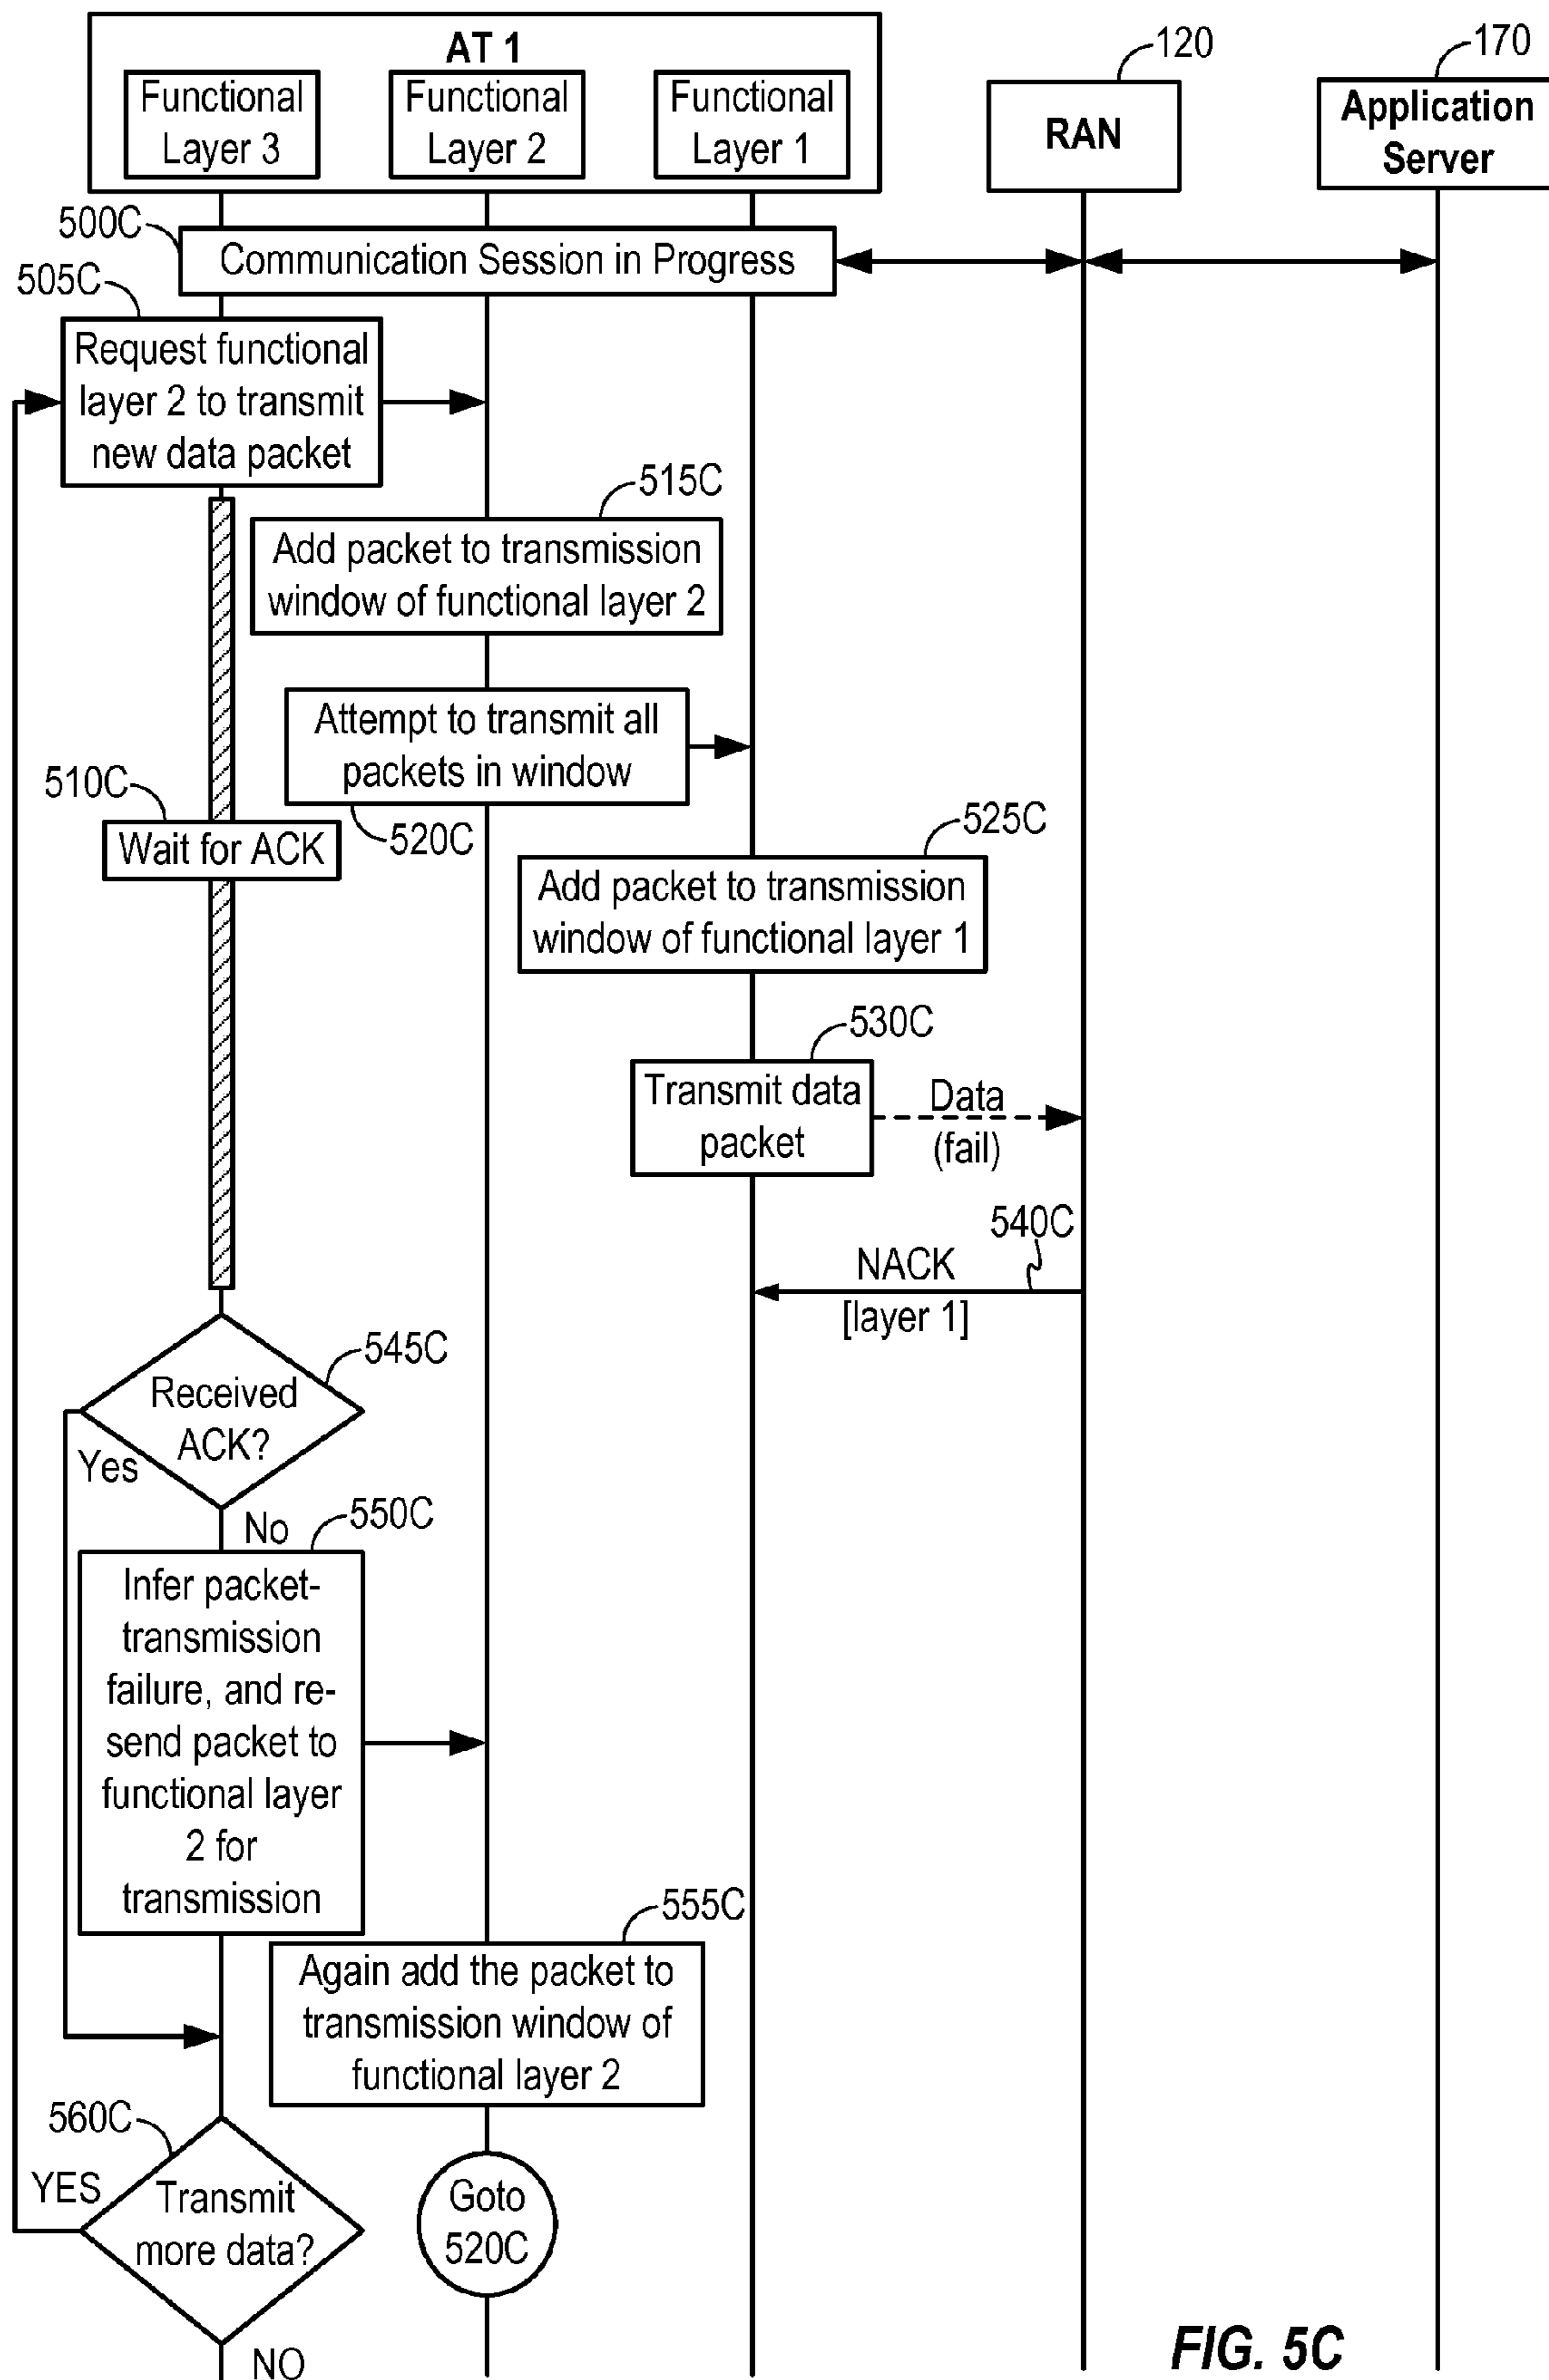 AT 1
Functional
Layer 3
Functional
Layer 2
Functional
Layer 1
120
RAN
170
Application
Server
500C
Communication Session in Progress
505C
Request functional
layer 2 to transmit
new data packet
515C
Add packet to transmission
window of functional layer 2
Attempt to transmit all
packets in window
520C
510C
Wait for ACK
525C
Add packet to transmission
window of functional layer 1
530C
Transmit data
packet
Data
(fail)
540C
NACK
[layer 1]
545C
Received
ACK?
Yes
No
550C
Infer packet-
transmission
failure, and re-
send packet to
functional layer
2 for
transmission
555C
Again add the packet to
transmission window of
functional layer 2
560C
YES
Transmit
more data?
NO
Goto
520C
FIG. 5C